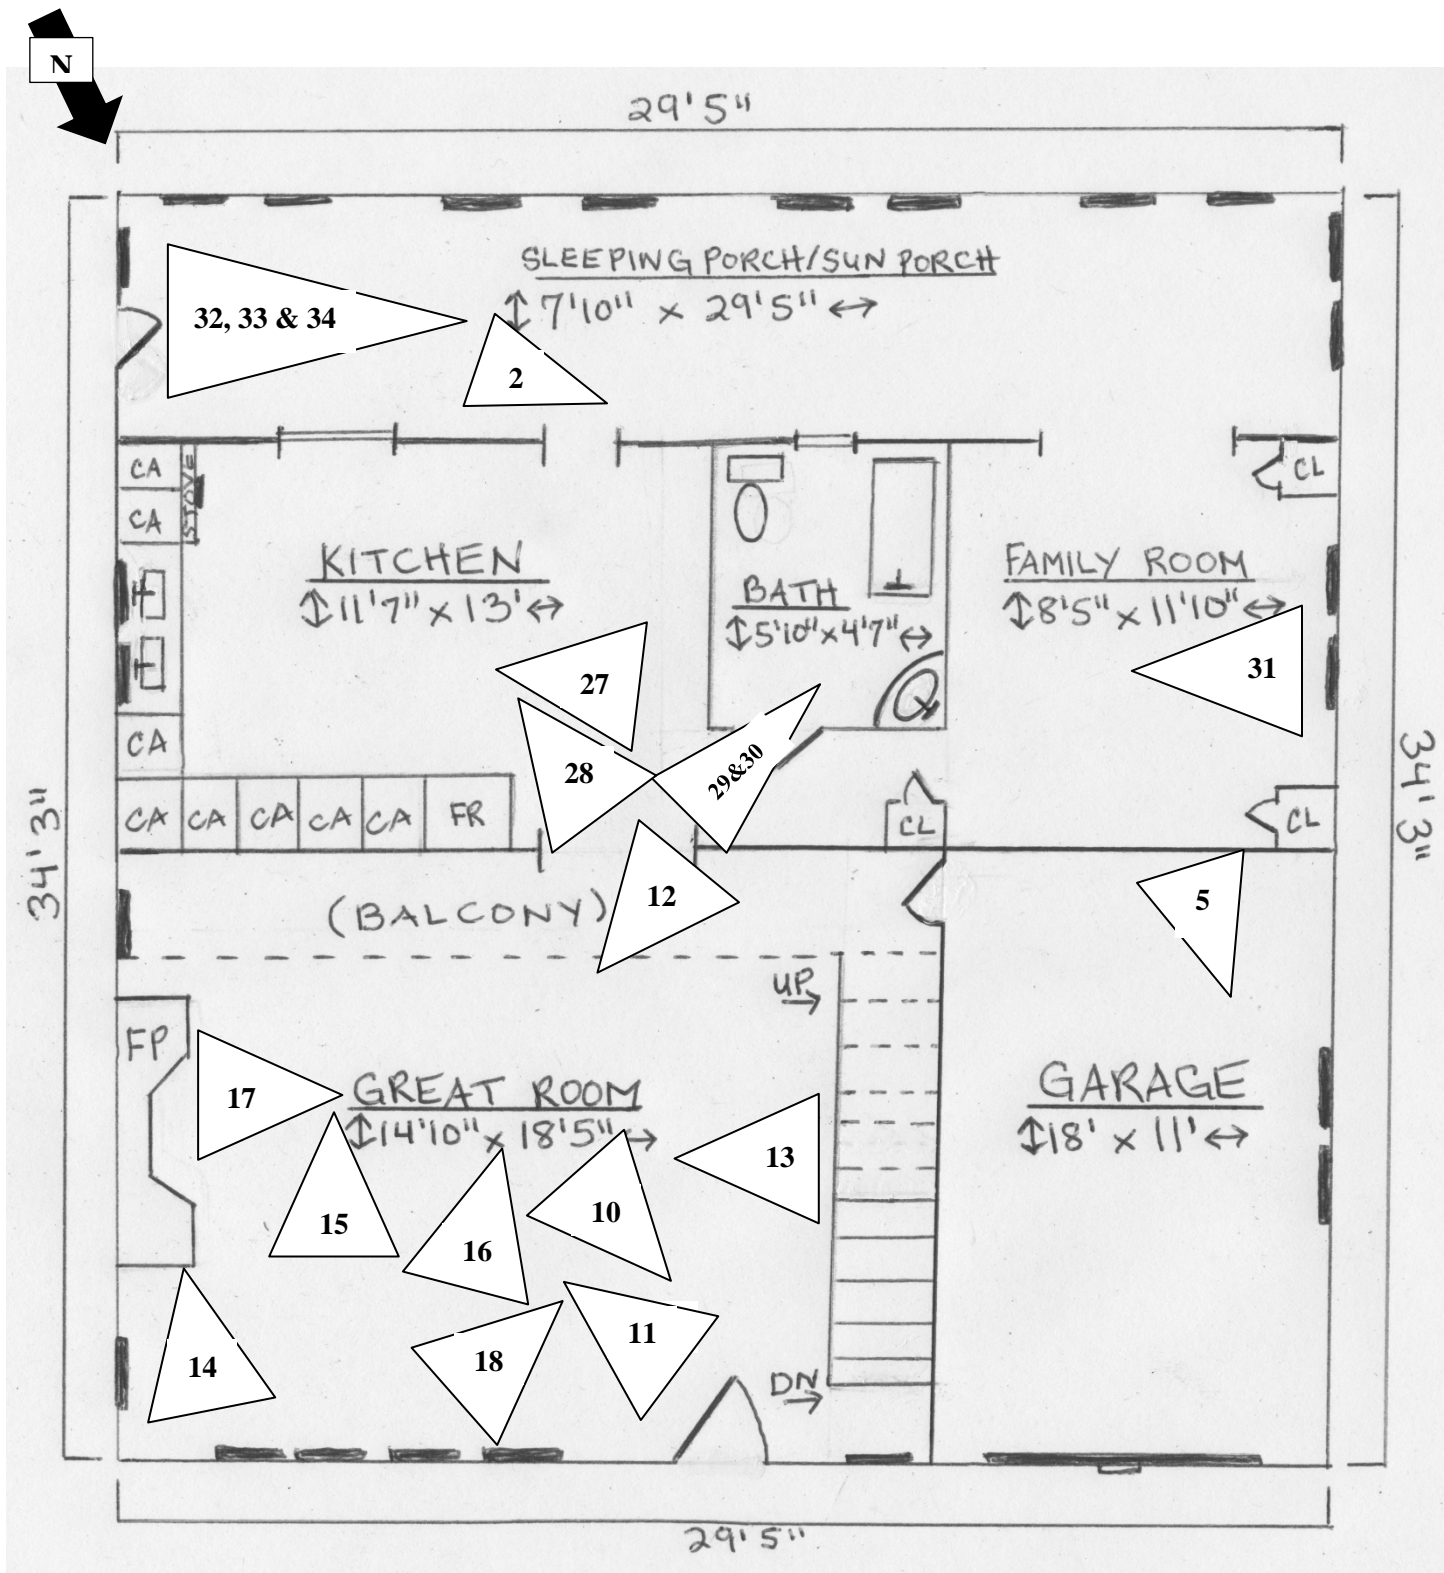 N
29'5"
SLEEPING PORCH/SUN PORCH
↕ 7'10" x 29'5" ↔
32, 33 & 34
2
CA
STOVE
CL
CA
KITCHEN
↕11'7" x 13' ↔
BATH
↕5'10"x4'7"↔
FAMILY ROOM
↕8'5" x 11'10"↔
27
31
CA
28
29&30
34'3"
CA CA CA CA CA FR
CL
CL
34'3"
(BALCONY)
12
5
UP
FP
17
GREAT ROOM
↕14'10" x 18'5" ↔
GARAGE
↕18' x 11' ↔
13
15
16
10
14
18
11
DN
29'5"